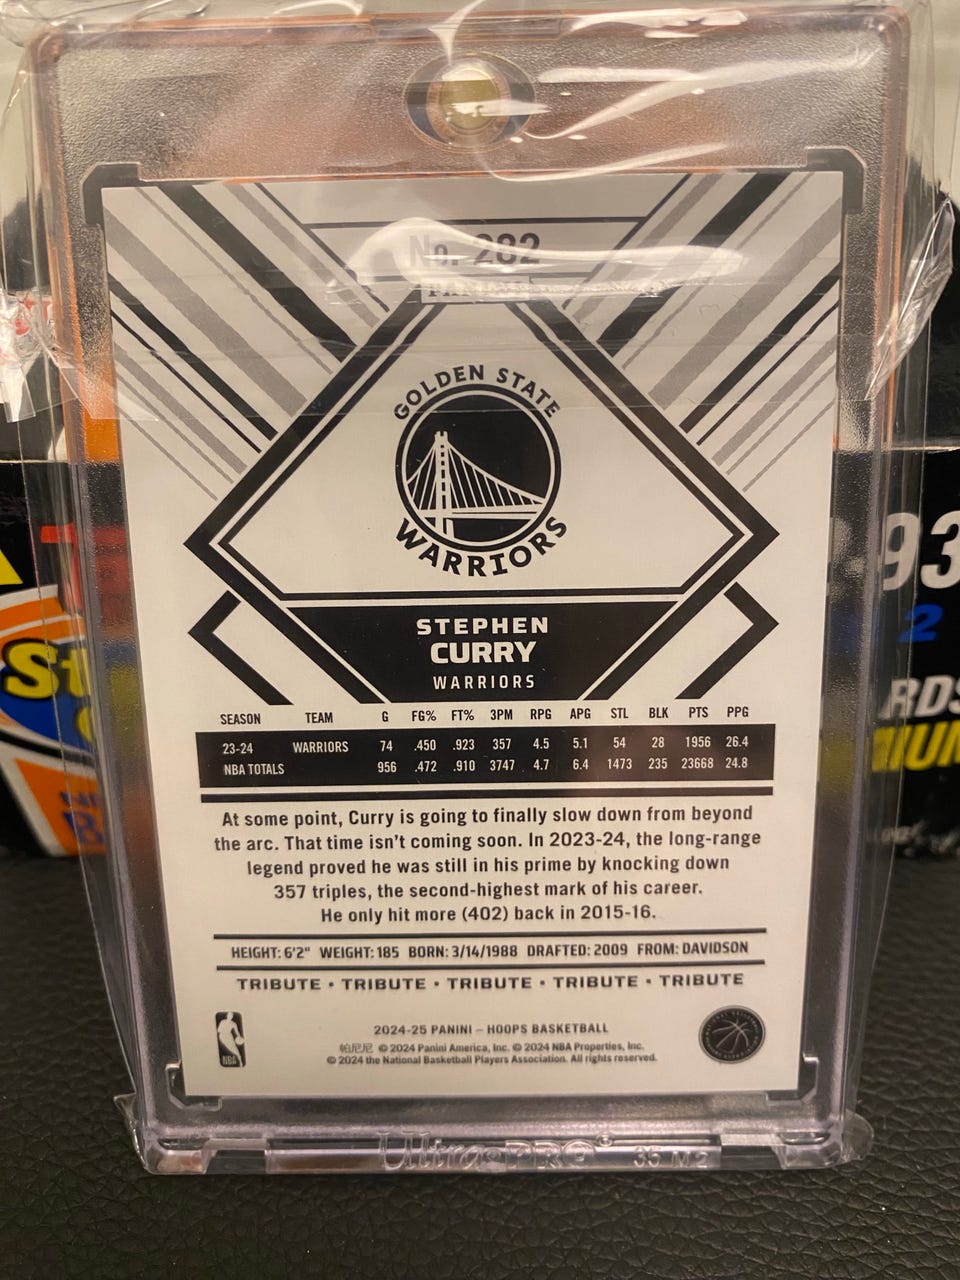 No. 282
PANINI
GOLDEN STATE
WARRIORS
STEPHEN
CURRY
WARRIORS
SEASON TEAM G FG% FT% 3PM RPG APG STL BLK PTS PPG
23-24 WARRIORS 74 .450 .923 357 4.5 5.1 54 28 1956 26.4
NBA TOTALS 956 .472 .910 3747 4.7 6.4 1473 235 23668 24.8
At some point, Curry is going to finally slow down from beyond
the arc. That time isn't coming soon. In 2023-24, the long-range
legend proved he was still in his prime by knocking down
357 triples, the second-highest mark of his career.
He only hit more (402) back in 2015-16.
HEIGHT: 6'2" WEIGHT: 185 BORN: 3/14/1988 DRAFTED: 2009 FROM: DAVIDSON
TRIBUTE • TRIBUTE • TRIBUTE • TRIBUTE • TRIBUTE
NBA
2024-25 PANINI – HOOPS BASKETBALL
帕尼尼 © 2024 Panini America, Inc. © 2024 NBA Properties, Inc.
© 2024 the National Basketball Players Association. All rights reserved.
Ultra•PRO® 35 MT
93
2